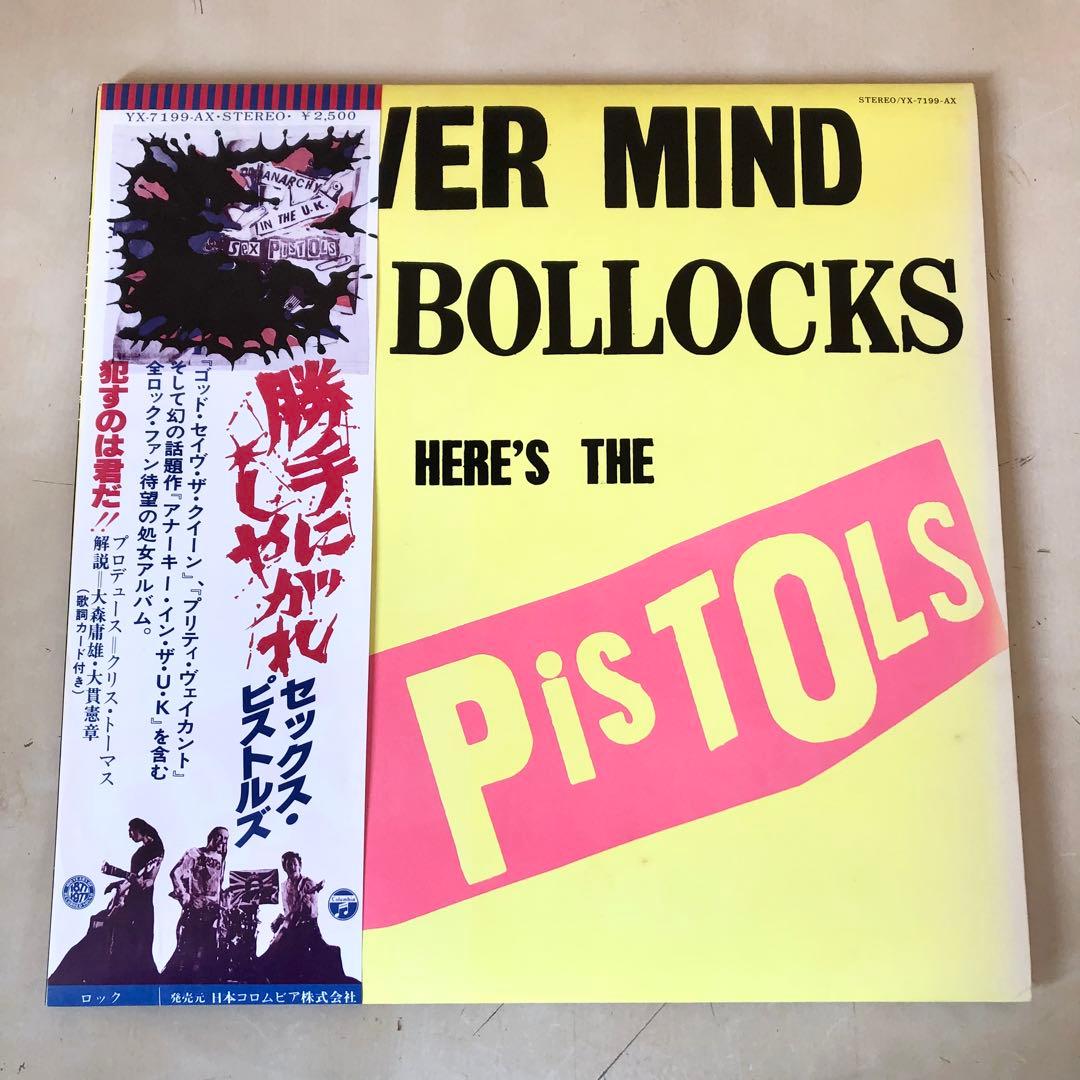 YX-7199-AX・STEREO・¥2,500
ANARCHY
IN THE U.K.
sex PisTOLS
勝手に
しやがれ
セックス・
ピストルズ
『ゴッド・セイヴ・ザ・クイーン』、『プリティ・ヴェイカント』
そして幻の話題作『アナーキー・イン・ザ・U・K』を含む
全ロック・ファン待望の処女アルバム。
犯すのは君だ!!
プロデュース=クリス・トーマス
解説=大森庸雄・大貫憲章
(歌詞カード付き)
1877
1977
Columbia
ロック
発売元 日本コロムビア株式会社
STEREO/YX-7199-AX
VER MIND
BOLLOCKS
HERE'S THE
PiSTOLS